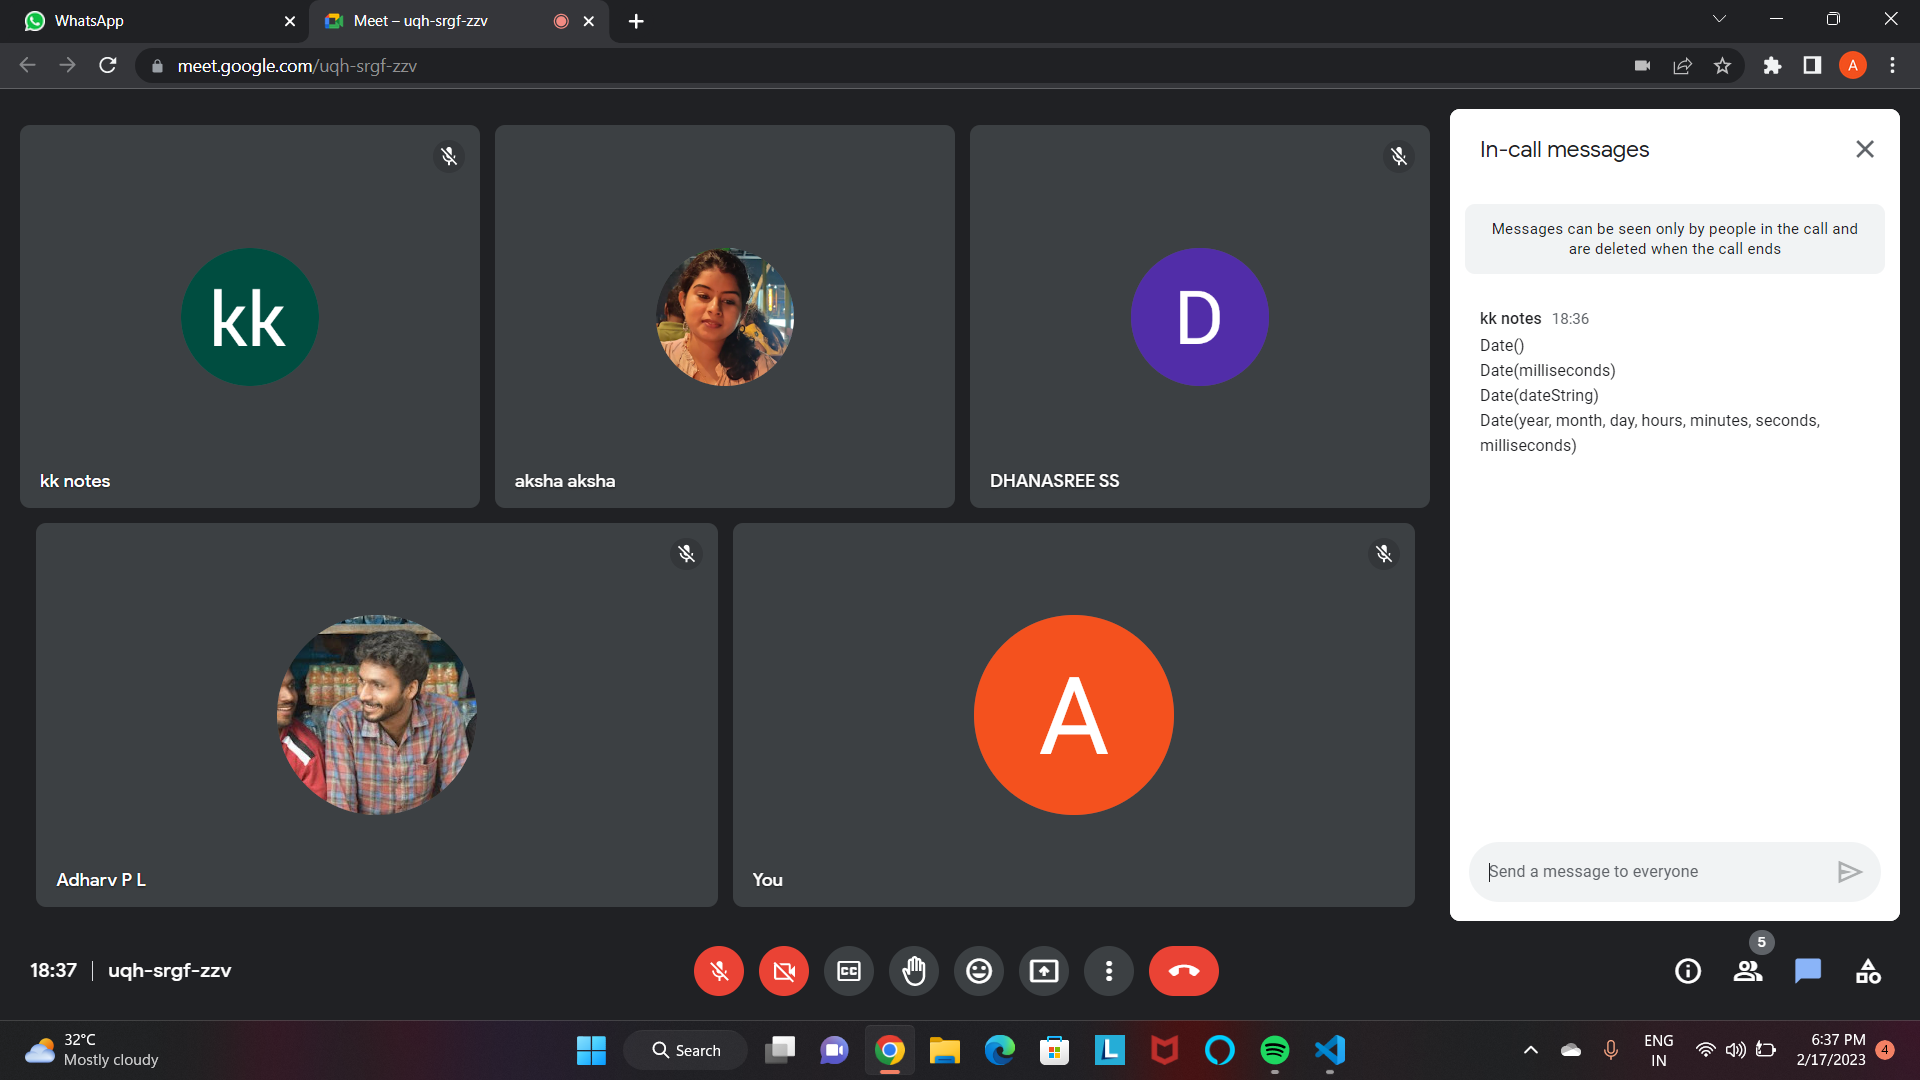 WhatsApp
Meet – uqh-srgf-zzv
meet.google.com/uqh-srgf-zzv
A
kk
kk notes
aksha aksha
D
DHANASREE SS
Adharv P L
A
You
In-call messages
Messages can be seen only by people in the call and
are deleted when the call ends
kk notes 18:36
Date()
Date(milliseconds)
Date(dateString)
Date(year, month, day, hours, minutes, seconds,
milliseconds)
Send a message to everyone
18:37 | uqh-srgf-zzv
CC
5
32°C
Mostly cloudy
Search
L
ENG
IN
6:37 PM
2/17/2023
4